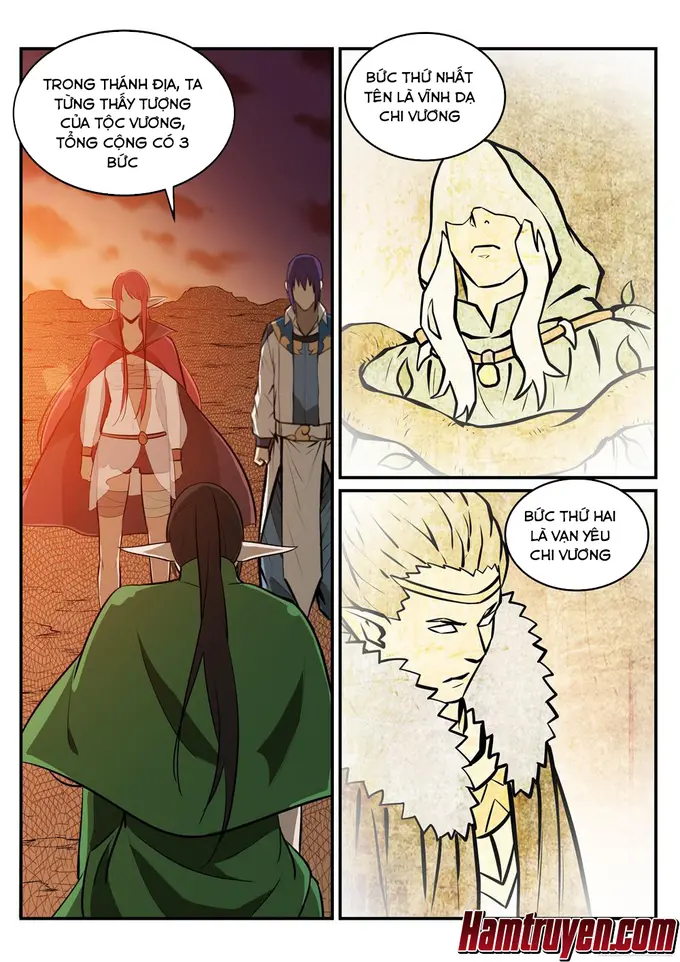 TRONG THÁNH ĐỊA, TA
TỪNG THẤY TƯỢNG
CỦA TỘC VƯƠNG,
TỔNG CỘNG CÓ 3
BỨC
BỨC THỨ NHẤT
TÊN LÀ VĨNH DẠ
CHI VƯƠNG
BỨC THỨ HAI
LÀ VẠN YÊU
CHI VƯƠNG
Hamtruyen.com